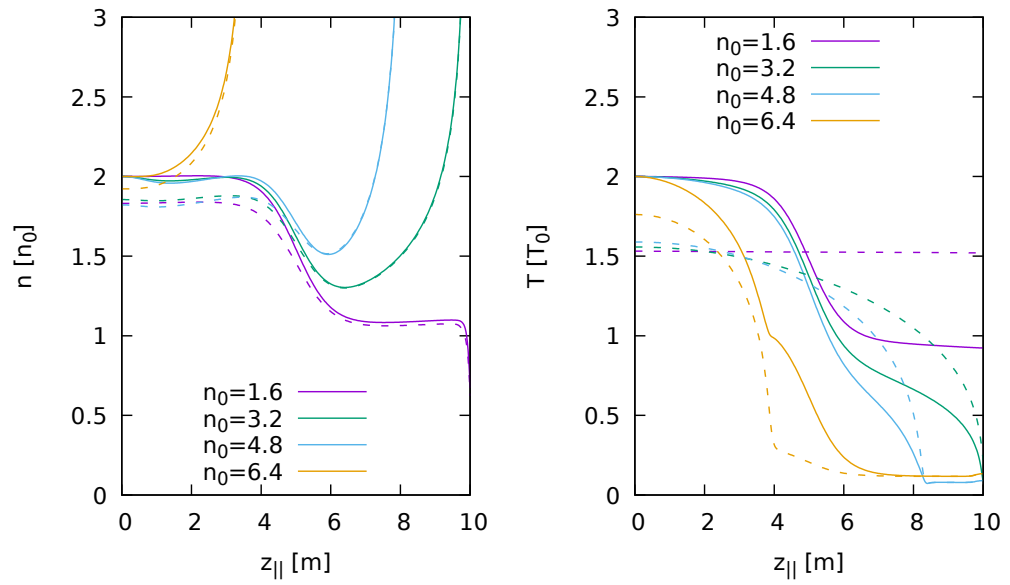 3
2.5
2
1.5
1
0.5
0
n [n0]
n0=1.6
n0=3.2
n0=4.8
n0=6.4
0 2 4 6 8 10
z|| [m]
3
2.5
2
1.5
1
0.5
0
T [T0]
n0=1.6
n0=3.2
n0=4.8
n0=6.4
0 2 4 6 8 10
z|| [m]